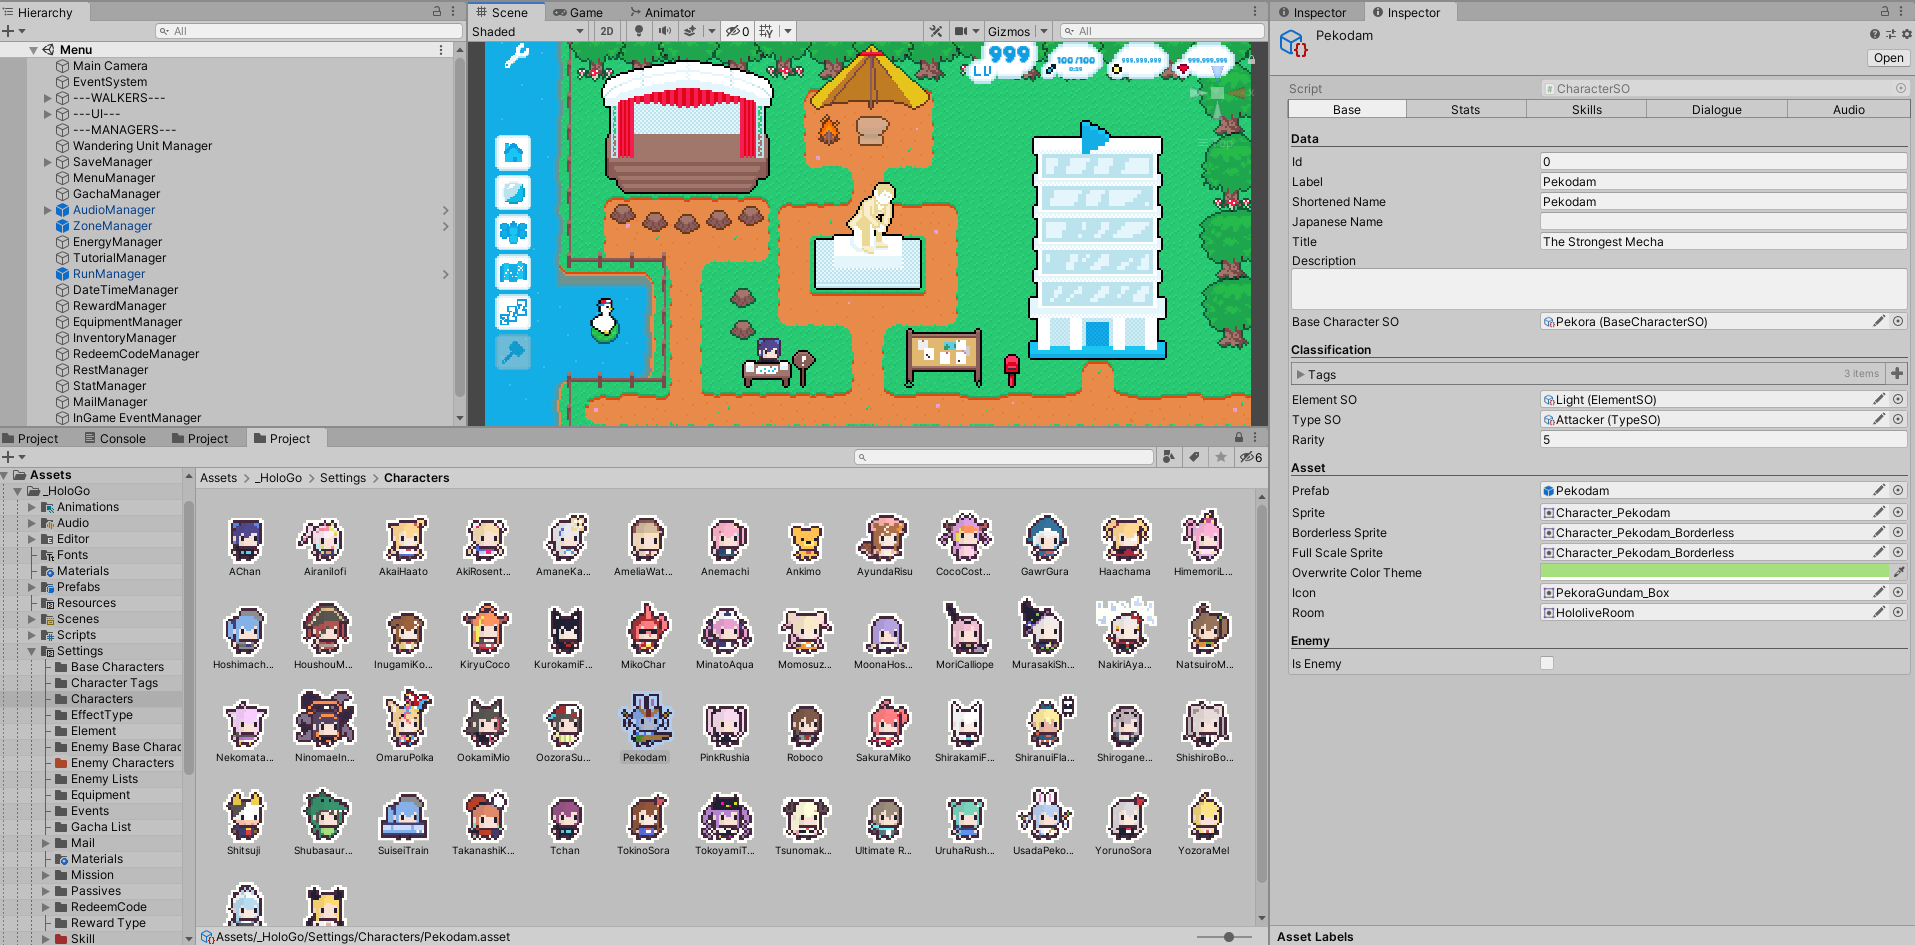 Hierarchy
All
Menu
Main Camera
EventSystem
---WALKERS---
---UI---
---MANAGERS---
Wandering Unit Manager
SaveManager
MenuManager
GachaManager
AudioManager
ZoneManager
EnergyManager
TutorialManager
RunManager
DateTimeManager
RewardManager
EquipmentManager
InventoryManager
RedeemCodeManager
RestManager
StatManager
MailManager
InGame EventManager
Scene Game Animator
Shaded 2D 0 Gizmos All
LV 999 100/100 999,999,999 999,999,999
Project Console Project Project
6
Assets
_HoloGo
Animations
Audio
Editor
Fonts
Materials
Prefabs
Resources
Scenes
Scripts
Settings
Base Characters
Character Tags
Characters
EffectType
Element
Enemy Base Charac
Enemy Characters
Enemy Lists
Equipment
Events
Gacha List
Mail
Materials
Mission
Passives
RedeemCode
Reward Type
Skill
Assets > _HoloGo > Settings > Characters
AChan AiraniIofi AkaiHaato AkiRosent... AmaneKa... AmeliaWat... Anemachi Ankimo AyundaRisu CocoCost... GawrGura Haachama HimemoriL...
Hoshimach... HoushouM... InugamiKo... KiryuCoco KurokamiF... MikoChar MinatoAqua Momosuz... MoonaHos... MoriCalliope MurasakiSh... NakiriAya... NatsuiroM...
Nekomata... NinomaeIn... OmaruPolka OokamiMio OozoraSu... Pekodam PinkRushia Roboco SakuraMiko ShirakamiF... ShiranuiFla... Shirogane... ShishiroBo...
Shitsuji Shubasaur... SuiseiTrain TakanashiK... Tchan TokinoSora TokoyamiT... Tsunomak... Ultimate R... UruhaRush... UsadaPeko... YorunoSora YozoraMel
Assets/_HoloGo/Settings/Characters/Pekodam.asset
Inspector Inspector
Pekodam
Open
Script CharacterSO
Base Stats Skills Dialogue Audio
Data
Id 0
Label Pekodam
Shortened Name Pekodam
Japanese Name
Title The Strongest Mecha
Description
Base Character SO Pekora (BaseCharacterSO)
Classification
Tags 3 items
Element SO Light (ElementSO)
Type SO Attacker (TypeSO)
Rarity 5
Asset
Prefab Pekodam
Sprite Character_Pekodam
Borderless Sprite Character_Pekodam_Borderless
Full Scale Sprite Character_Pekodam_Borderless
Overwrite Color Theme
Icon PekoraGundam_Box
Room HololiveRoom
Enemy
Is Enemy
Asset Labels